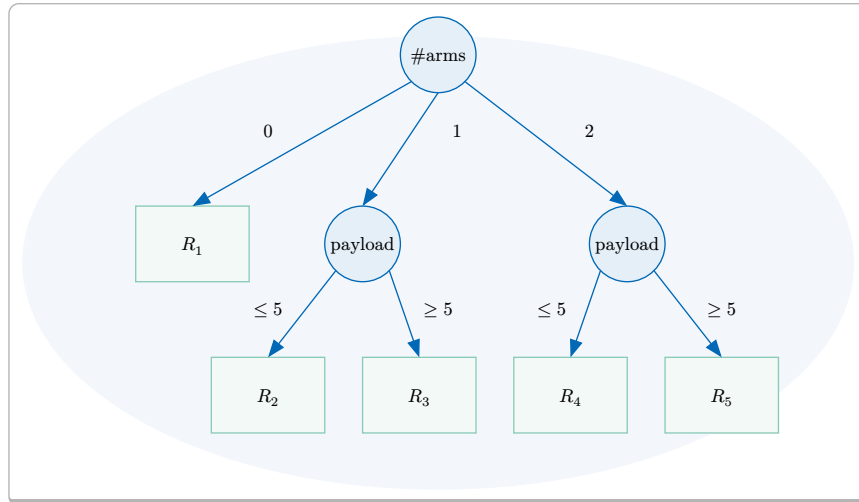 #arms
0
1
2
R₁
payload
payload
≤ 5
≥ 5
≤ 5
≥ 5
R₂
R₃
R₄
R₅